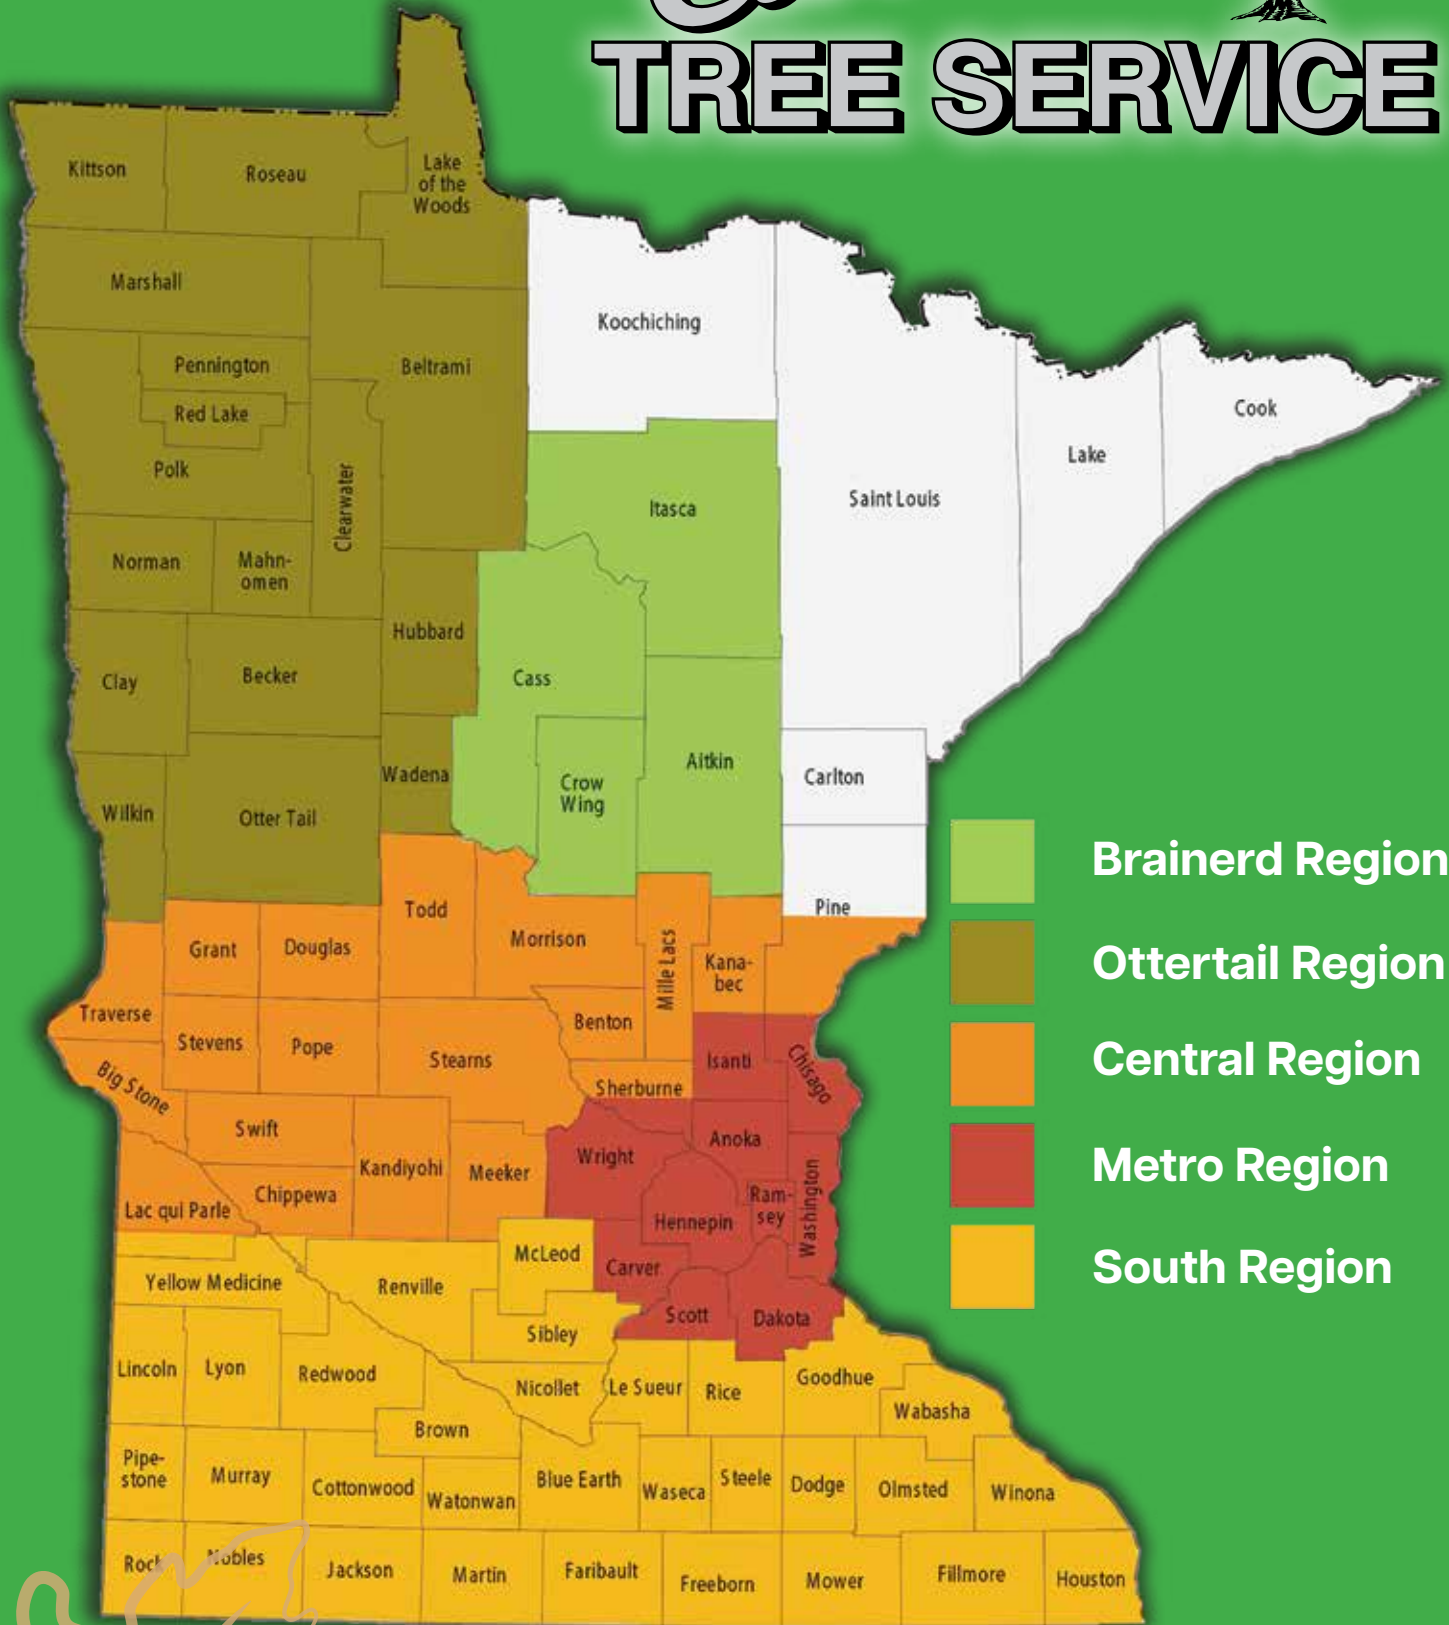 TREE SERVICE
Kittson
Roseau
Lake
of the
Woods
Marshall
Koochiching
Pennington
Beltrami
Red Lake
Cook
Polk
Lake
Clearwater
Saint Louis
Itasca
Norman
Mahn-
omen
Hubbard
Clay
Becker
Cass
Wadena
Aitkin
Carlton
Crow
Wing
Wilkin
Otter Tail
Brainerd Region
Pine
Todd
Morrison
Grant
Douglas
Mille Lacs
Kana-
bec
Ottertail Region
Traverse
Stevens
Pope
Benton
Stearns
Isanti
Chisago
Central Region
Big Stone
Sherburne
Swift
Anoka
Wright
Kandiyohi
Meeker
Metro Region
Chippewa
Lac qui Parle
Ram-
sey
Washington
Hennepin
McLeod
Carver
Yellow Medicine
Renville
South Region
Scott
Dakota
Sibley
Lincoln
Lyon
Redwood
Nicollet
Le Sueur
Rice
Goodhue
Wabasha
Brown
Pipe-
stone
Murray
Cottonwood
Watonwan
Blue Earth
Waseca
Steele
Dodge
Olmsted
Winona
Rock
Nobles
Jackson
Martin
Faribault
Freeborn
Mower
Fillmore
Houston